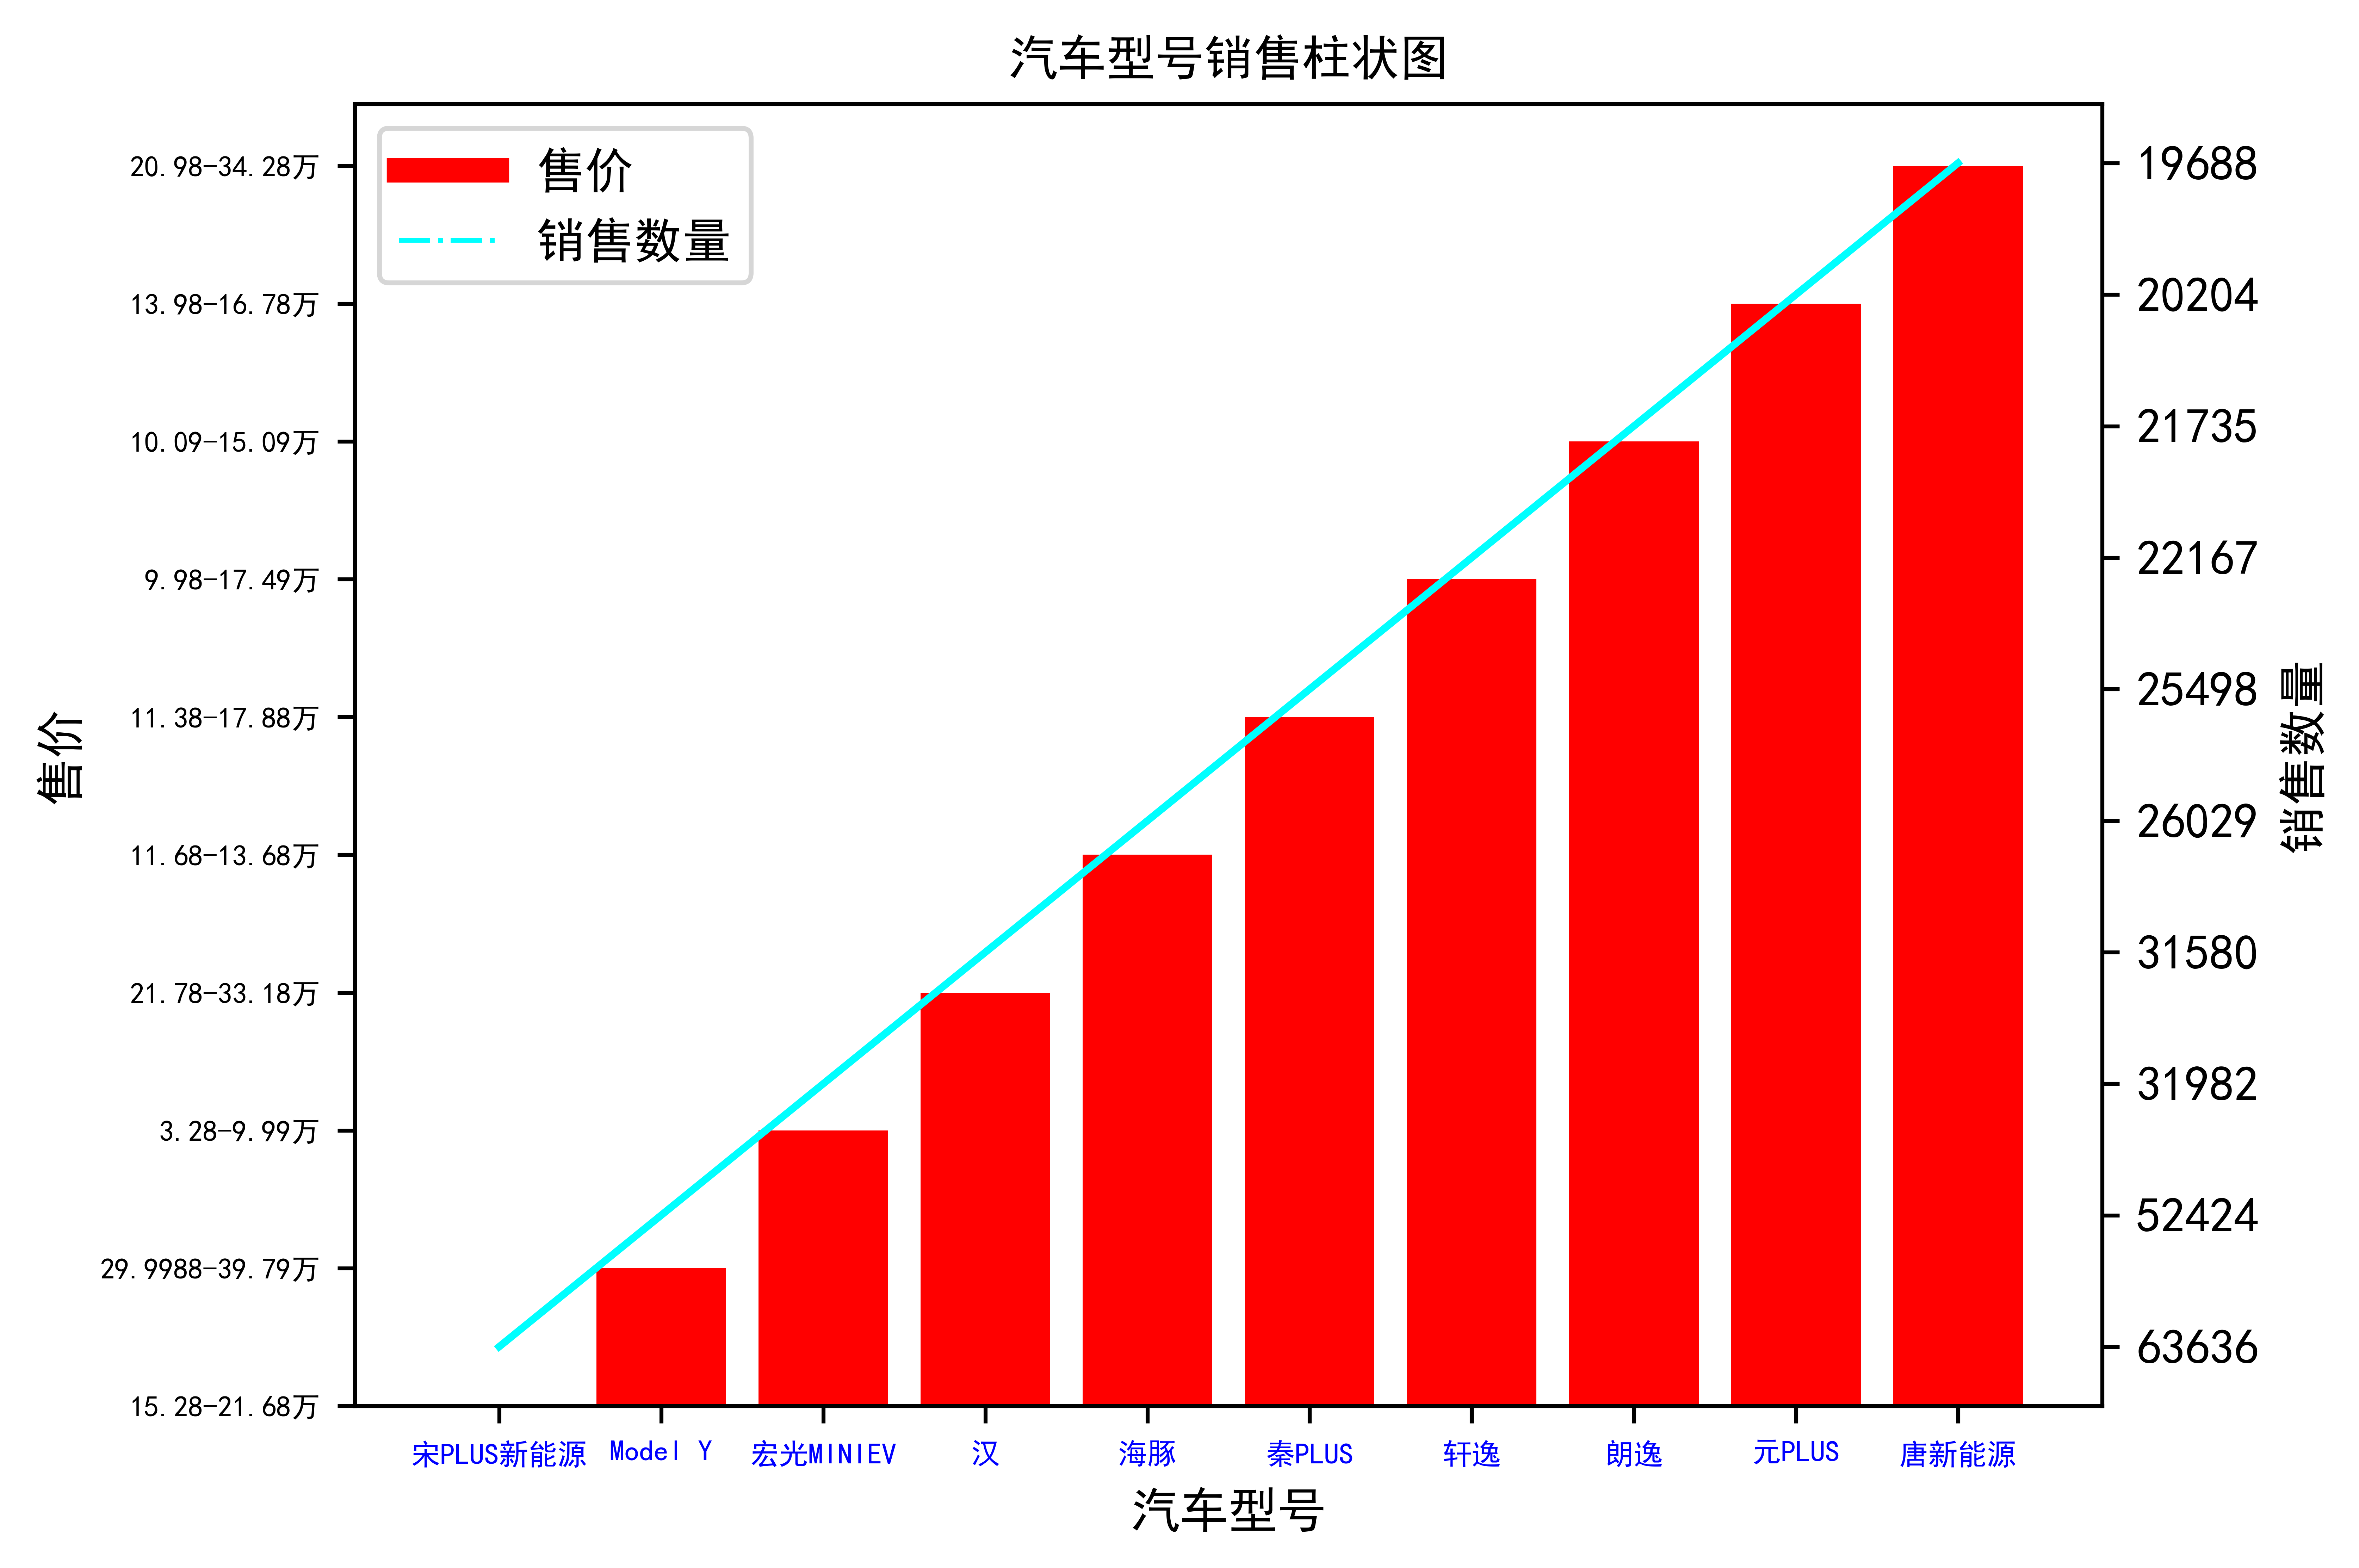 汽车型号销售柱状图
售价
销售数量
20.98-34.28万
13.98-16.78万
10.09-15.09万
9.98-17.49万
11.38-17.88万
11.68-13.68万
21.78-33.18万
3.28-9.99万
29.9988-39.79万
15.28-21.68万
售价
19688
20204
21735
22167
25498
26029
31580
31982
52424
63636
销售数量
宋PLUS新能源 Model Y 宏光MINIEV 汉 海豚 秦PLUS 轩逸 朗逸 元PLUS 唐新能源
汽车型号